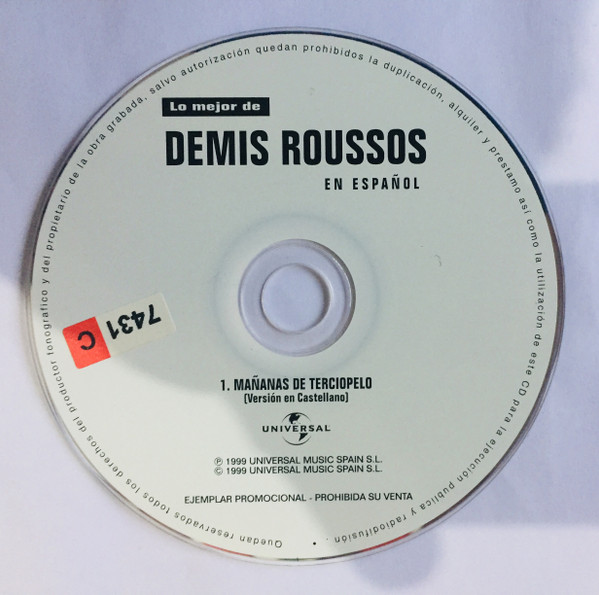 Lo mejor de
DEMIS ROUSSOS
EN ESPAÑOL
7431
C
1. MAÑANAS DE TERCIOPELO
(Versión en Castellano)
UNIVERSAL
℗ 1999 UNIVERSAL MUSIC SPAIN S.L.
© 1999 UNIVERSAL MUSIC SPAIN S.L.
EJEMPLAR PROMOCIONAL - PROHIBIDA SU VENTA
Quedan reservados todos los derechos del productor fonografico y del propietario de la obra grabada, salvo autorización quedan prohibidos la duplicación, alquiler y prestamo así como la utilización de este CD para la ejecución publica y radiodifusión.